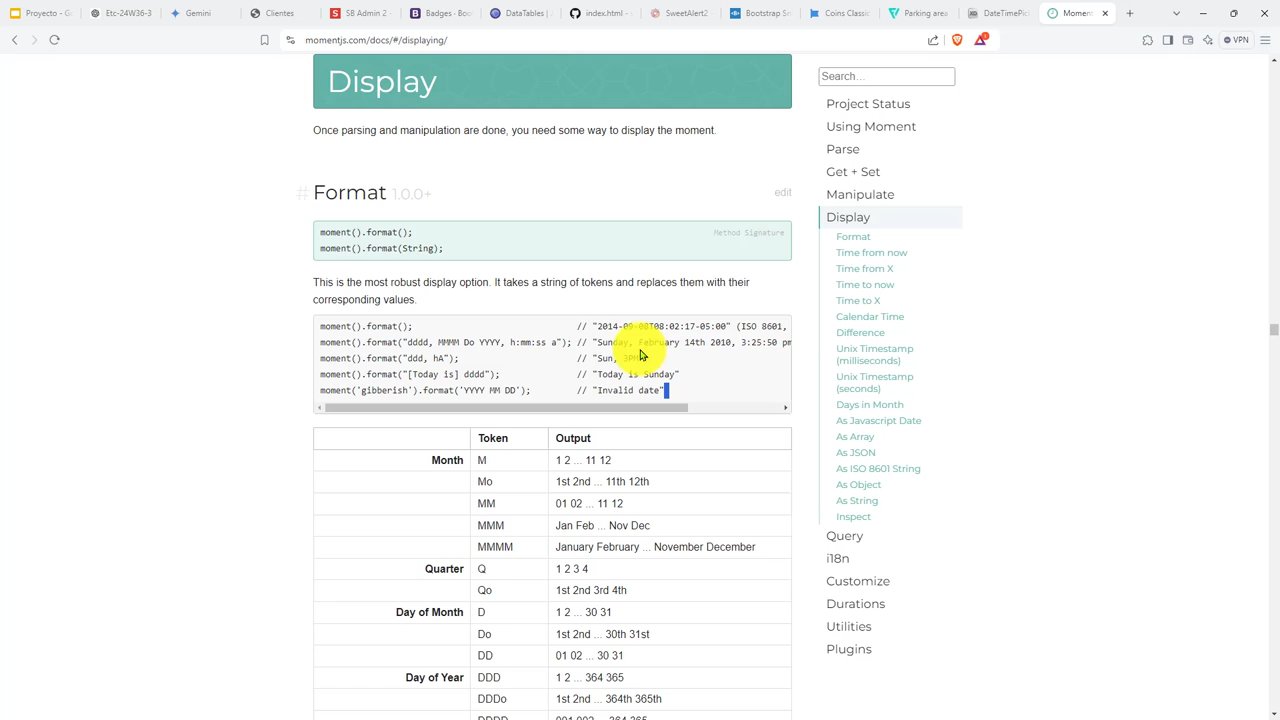 Proyecto - G
Etc-24W36-3
Gemini
Clientes
SB Admin 2
Badges - Boo
DataTables |
index.html -
SweetAlert2
Bootstrap Sn
Coins Classic
Parking area
DateTimePic
Moment
momentjs.com/docs/#/displaying/
VPN
Display
Once parsing and manipulation are done, you need some way to display the moment.
# Format 1.0.0+
edit
moment().format();
Method Signature
moment().format(String);
This is the most robust display option. It takes a string of tokens and replaces them with their
corresponding values.
moment().format(); // "2014-09-08T08:02:17-05:00" (ISO 8601,
moment().format("dddd, MMMM Do YYYY, h:mm:ss a"); // "Sunday, February 14th 2010, 3:25:50 pm
moment().format("ddd, hA"); // "Sun, 3PM"
moment().format("[Today is] dddd"); // "Today is Sunday"
moment('gibberish').format('YYYY MM DD'); // "Invalid date"
Token Output
Month M 1 2 ... 11 12
Mo 1st 2nd ... 11th 12th
MM 01 02 ... 11 12
MMM Jan Feb ... Nov Dec
MMMM January February ... November December
Quarter Q 1 2 3 4
Qo 1st 2nd 3rd 4th
Day of Month D 1 2 ... 30 31
Do 1st 2nd ... 30th 31st
DD 01 02 ... 30 31
Day of Year DDD 1 2 ... 364 365
DDDo 1st 2nd ... 364th 365th
DDDD 001 002 ... 364 365
Search...
Project Status
Using Moment
Parse
Get + Set
Manipulate
Display
Format
Time from now
Time from X
Time to now
Time to X
Calendar Time
Difference
Unix Timestamp
(milliseconds)
Unix Timestamp
(seconds)
Days in Month
As Javascript Date
As Array
As JSON
As ISO 8601 String
As Object
As String
Inspect
Query
i18n
Customize
Durations
Utilities
Plugins